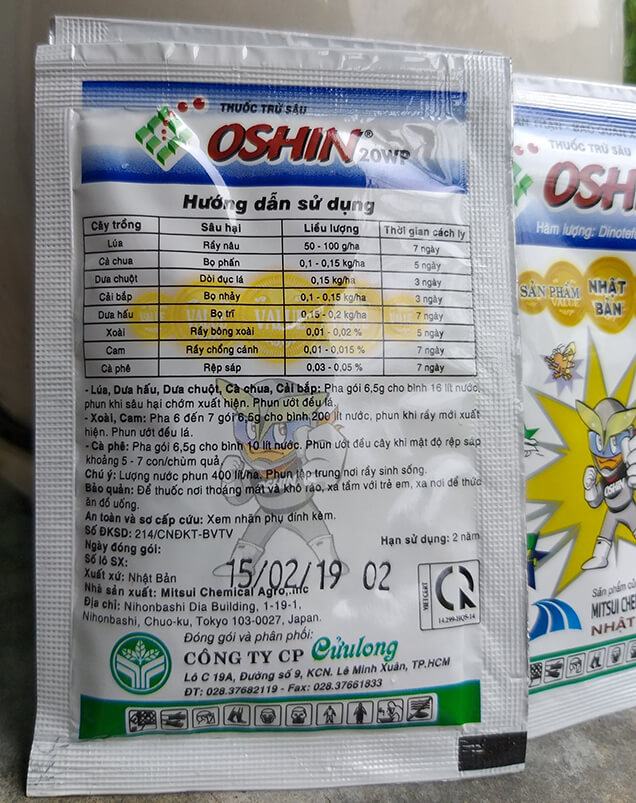 THUỐC TRỪ SÂU
OSHIN® 20WP
Hướng dẫn sử dụng
Cây trồng Sâu hại Liều lượng Thời gian cách ly
Lúa Rầy nâu 50 - 100 g/ha 7 ngày
Cà chua Bọ phấn 0,1 - 0,15 kg/ha 5 ngày
Dưa chuột Dòi đục lá 0,15 kg/ha 3 ngày
Cải bắp Bọ nhảy 0,1 - 0,15 kg/ha 3 ngày
Dưa hấu Bọ trĩ 0,15 - 0,2 kg/ha 7 ngày
Xoài Rầy bông xoài 0,01 - 0,02 % 5 ngày
Cam Rầy chổng cánh 0,01 - 0,015 % 7 ngày
Cà phê Rệp sáp 0,03 - 0,05 % 7 ngày
- Lúa, Dưa hấu, Dưa chuột, Cà chua, Cải bắp: Pha gói 6,5g cho bình 16 lít nước,
phun khi sâu hại chớm xuất hiện. Phun ướt đều lá.
- Xoài, Cam: Pha 6 đến 7 gói 6,5g cho bình 200 lít nước, phun khi rầy mới xuất
hiện. Phun ướt đều lá.
- Cà phê: Pha gói 6,5g cho bình 10 lít nước. Phun ướt đều cây khi mật độ rệp sáp
khoảng 5 - 7 con/chùm quả.
Chú ý: Lượng nước phun 400 lít/ha. Phun tập trung nơi rầy sinh sống.
Bảo quản: Để thuốc nơi thoáng mát và khô ráo, xa tầm với trẻ em, xa nơi để thức
ăn đồ uống.
An toàn và sơ cấp cứu: Xem nhãn phụ đính kèm.
Số ĐKSD: 214/CNĐKT-BVTV
Hạn sử dụng: 2 năm
Ngày đóng gói:
Số lô SX:
15/02/19 02
Xuất xứ: Nhật Bản
Nhà sản xuất: Mitsui Chemical Agro,.inc
Địa chỉ: Nihonbashi Dia Building, 1-19-1,
Nihonbashi, Chuo-ku, Tokyo 103-0027, Japan.
VIETCERT
14-299-HQS-14
Đóng gói và phân phối:
CÔNG TY CP Cửulong
Lô C 19A, Đường số 9, KCN. Lê Minh Xuân, TP.HCM
ĐT: 028.37682119 - Fax: 028.37661833
THUỐC TRỪ SÂU
OSH
Hàm lượng: Dinotef
SẢN PHẨM
NHẬT
BẢN
OSHIN
Sản phẩm củ
MITSUI CHE
NHẬT